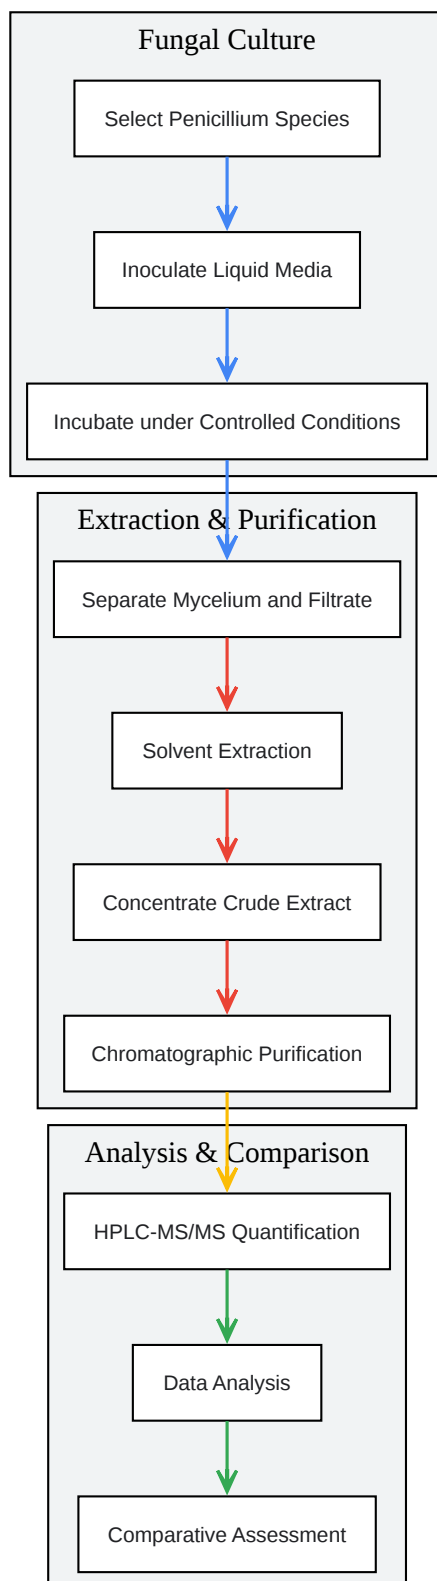 Fungal Culture
Select Penicillium Species
Inoculate Liquid Media
Incubate under Controlled Conditions
Extraction & Purification
Separate Mycelium and Filtrate
Solvent Extraction
Concentrate Crude Extract
Chromatographic Purification
Analysis & Comparison
HPLC-MS/MS Quantification
Data Analysis
Comparative Assessment